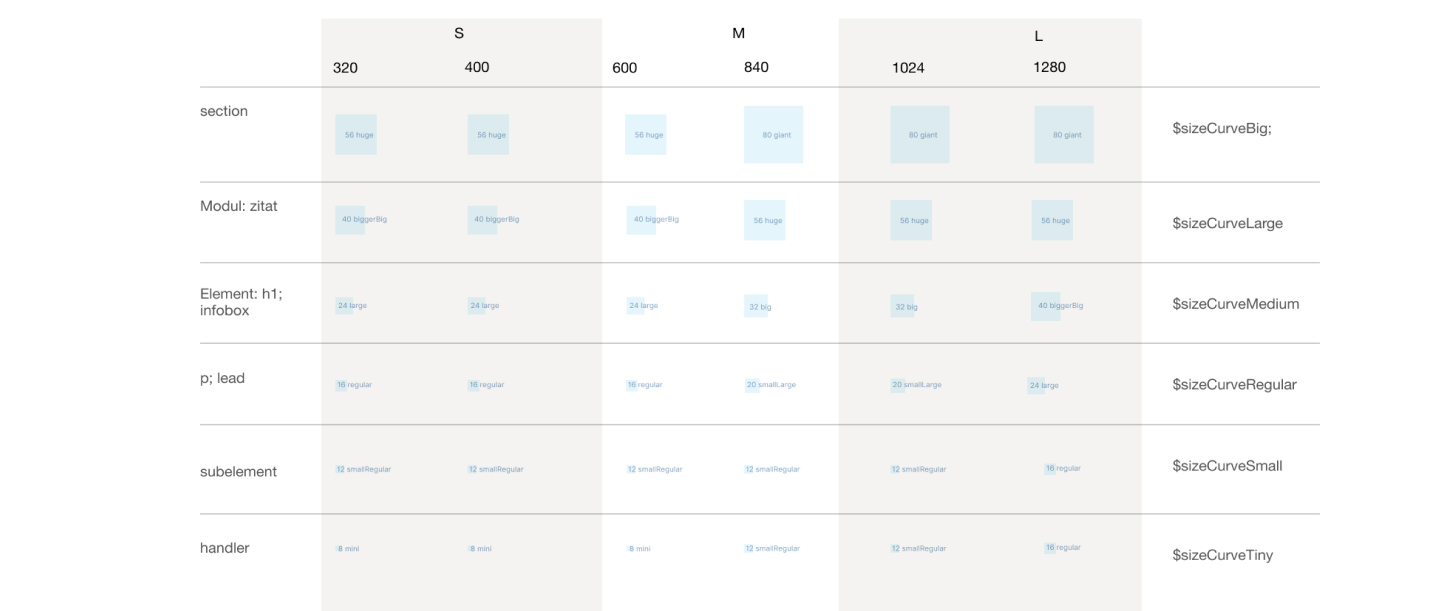 S M L
320 400 600 840 1024 1280
section 56 huge 56 huge 56 huge 80 giant 80 giant 80 giant $sizeCurveBig;
Modul: zitat 40 biggerBig 40 biggerBig 40 biggerBig 56 huge 56 huge 56 huge $sizeCurveLarge
Element: h1;
infobox 24 large 24 large 24 large 32 big 32 big 40 biggerBig $sizeCurveMedium
p; lead 16 regular 16 regular 16 regular 20 smallLarge 20 smallLarge 24 large $sizeCurveRegular
subelement 12 smallRegular 12 smallRegular 12 smallRegular 12 smallRegular 12 smallRegular 16 regular $sizeCurveSmall
handler 8 mini 8 mini 8 mini 12 smallRegular 12 smallRegular 16 regular $sizeCurveTiny